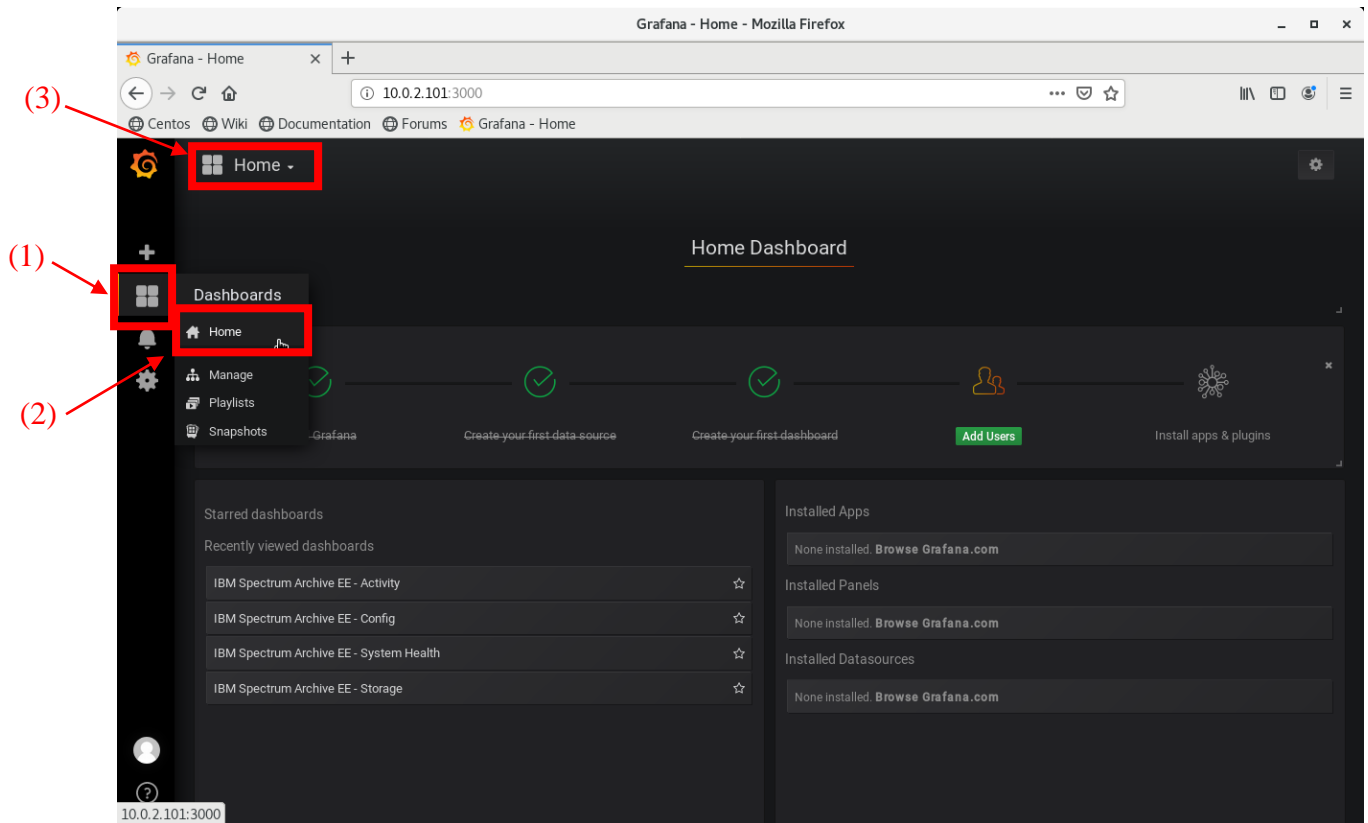 Grafana - Home - Mozilla Firefox
Grafana - Home
(3)
10.0.2.101:3000
Centos Wiki Documentation Forums Grafana - Home
Home
Home Dashboard
(1)
Dashboards
Home
Manage
Playlists
(2)
Snapshots
Grafana
Create your first data source
Create your first dashboard
Add Users
Install apps & plugins
Starred dashboards
Recently viewed dashboards
IBM Spectrum Archive EE - Activity
IBM Spectrum Archive EE - Config
IBM Spectrum Archive EE - System Health
IBM Spectrum Archive EE - Storage
Installed Apps
None installed. Browse Grafana.com
Installed Panels
None installed. Browse Grafana.com
Installed Datasources
None installed. Browse Grafana.com
10.0.2.101:3000